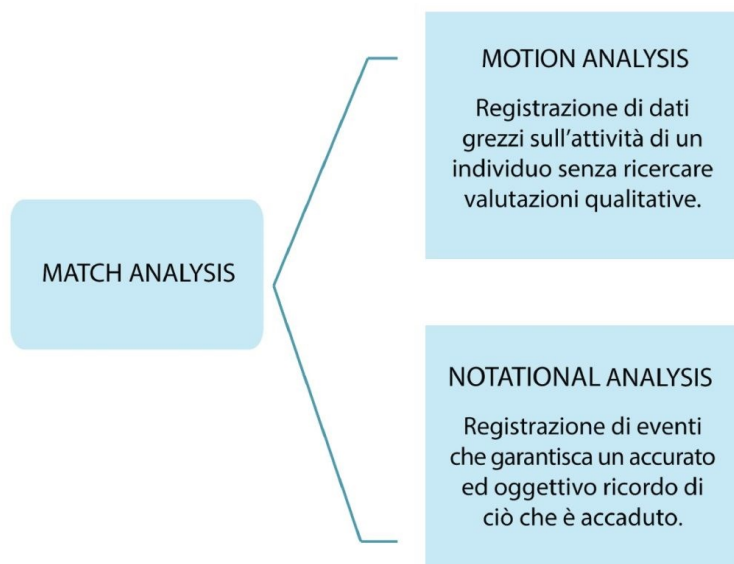 MATCH ANALYSIS
MOTION ANALYSIS
Registrazione di dati
grezzi sull'attività di un
individuo senza ricercare
valutazioni qualitative.
NOTATIONAL ANALYSIS
Registrazione di eventi
che garantisca un accurato
ed oggettivo ricordo di
ciò che è accaduto.